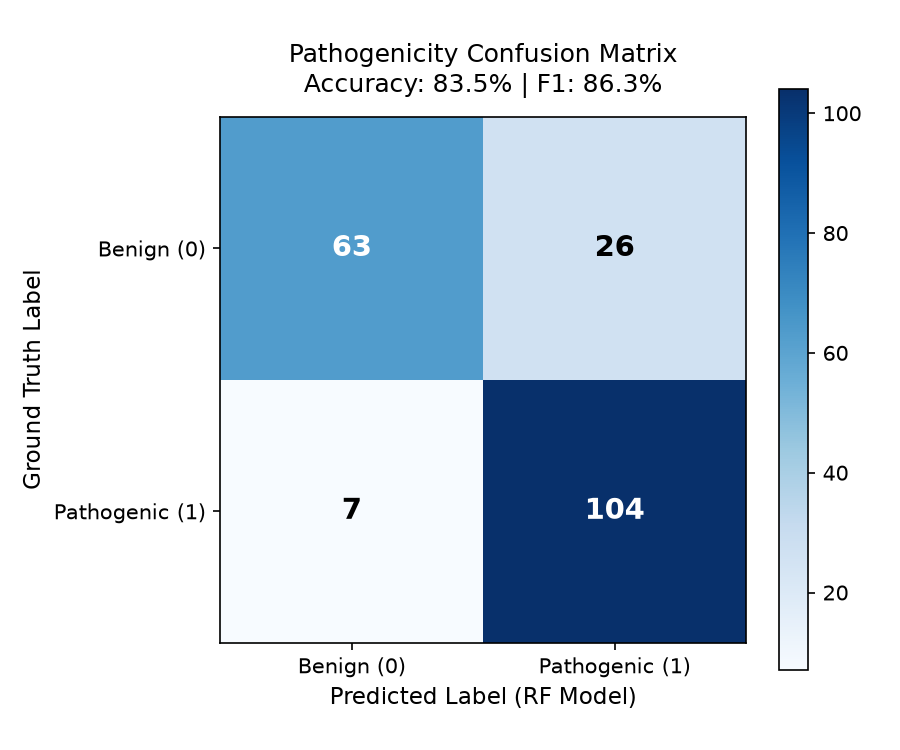 Pathogenicity Confusion Matrix
Accuracy: 83.5% | F1: 86.3%
Ground Truth Label
Benign (0)
63
26
Pathogenic (1)
7
104
Benign (0)
Pathogenic (1)
Predicted Label (RF Model)
100
80
60
40
20